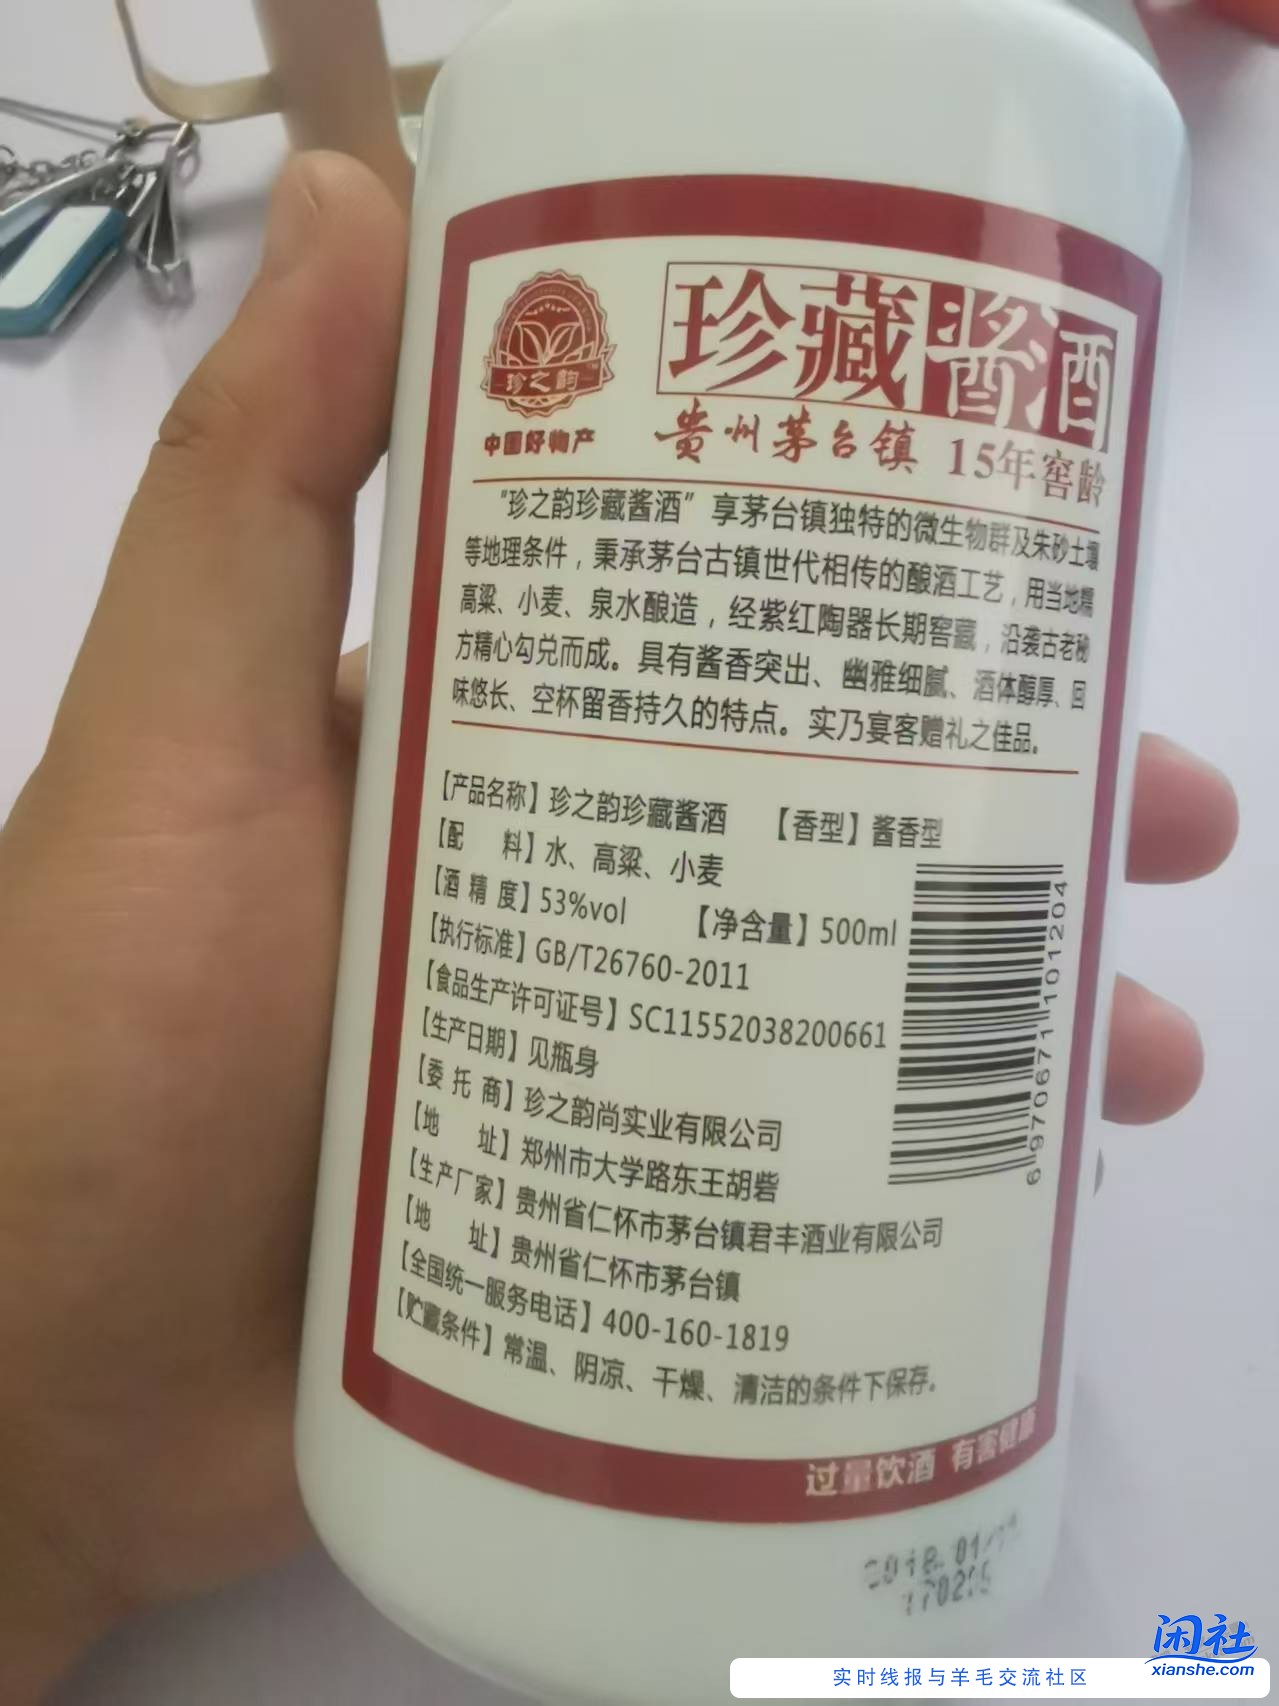 珍藏酱酒
珍之韵
中国好物产
贵州茅台镇 15年窖龄
“珍之韵珍藏酱酒”享茅台镇独特的微生物群及朱砂土壤
等地理条件，秉承茅台古镇世代相传的酿酒工艺，用当地糯
高粱、小麦、泉水酿造，经紫红陶器长期窖藏，沿袭古老秘
方精心勾兑而成。具有酱香突出、幽雅细腻、酒体醇厚、回
味悠长、空杯留香持久的特点。实乃宴客赠礼之佳品。
【产品名称】珍之韵珍藏酱酒 【香型】酱香型
【配 料】水、高粱、小麦
【酒 精 度】53%vol 【净含量】500ml
【执行标准】GB/T26760-2011
【食品生产许可证号】SC11552038200661
【生产日期】见瓶身
【委 托 商】珍之韵尚实业有限公司
【地 址】郑州市大学路东王胡砦
【生产厂家】贵州省仁怀市茅台镇君丰酒业有限公司
【地 址】贵州省仁怀市茅台镇
【全国统一服务电话】400-160-1819
【贮藏条件】常温、阴凉、干燥、清洁的条件下保存。
6 970671 101204
过量饮酒 有害健康
闲社
xianshe.com
实时线报与羊毛交流社区